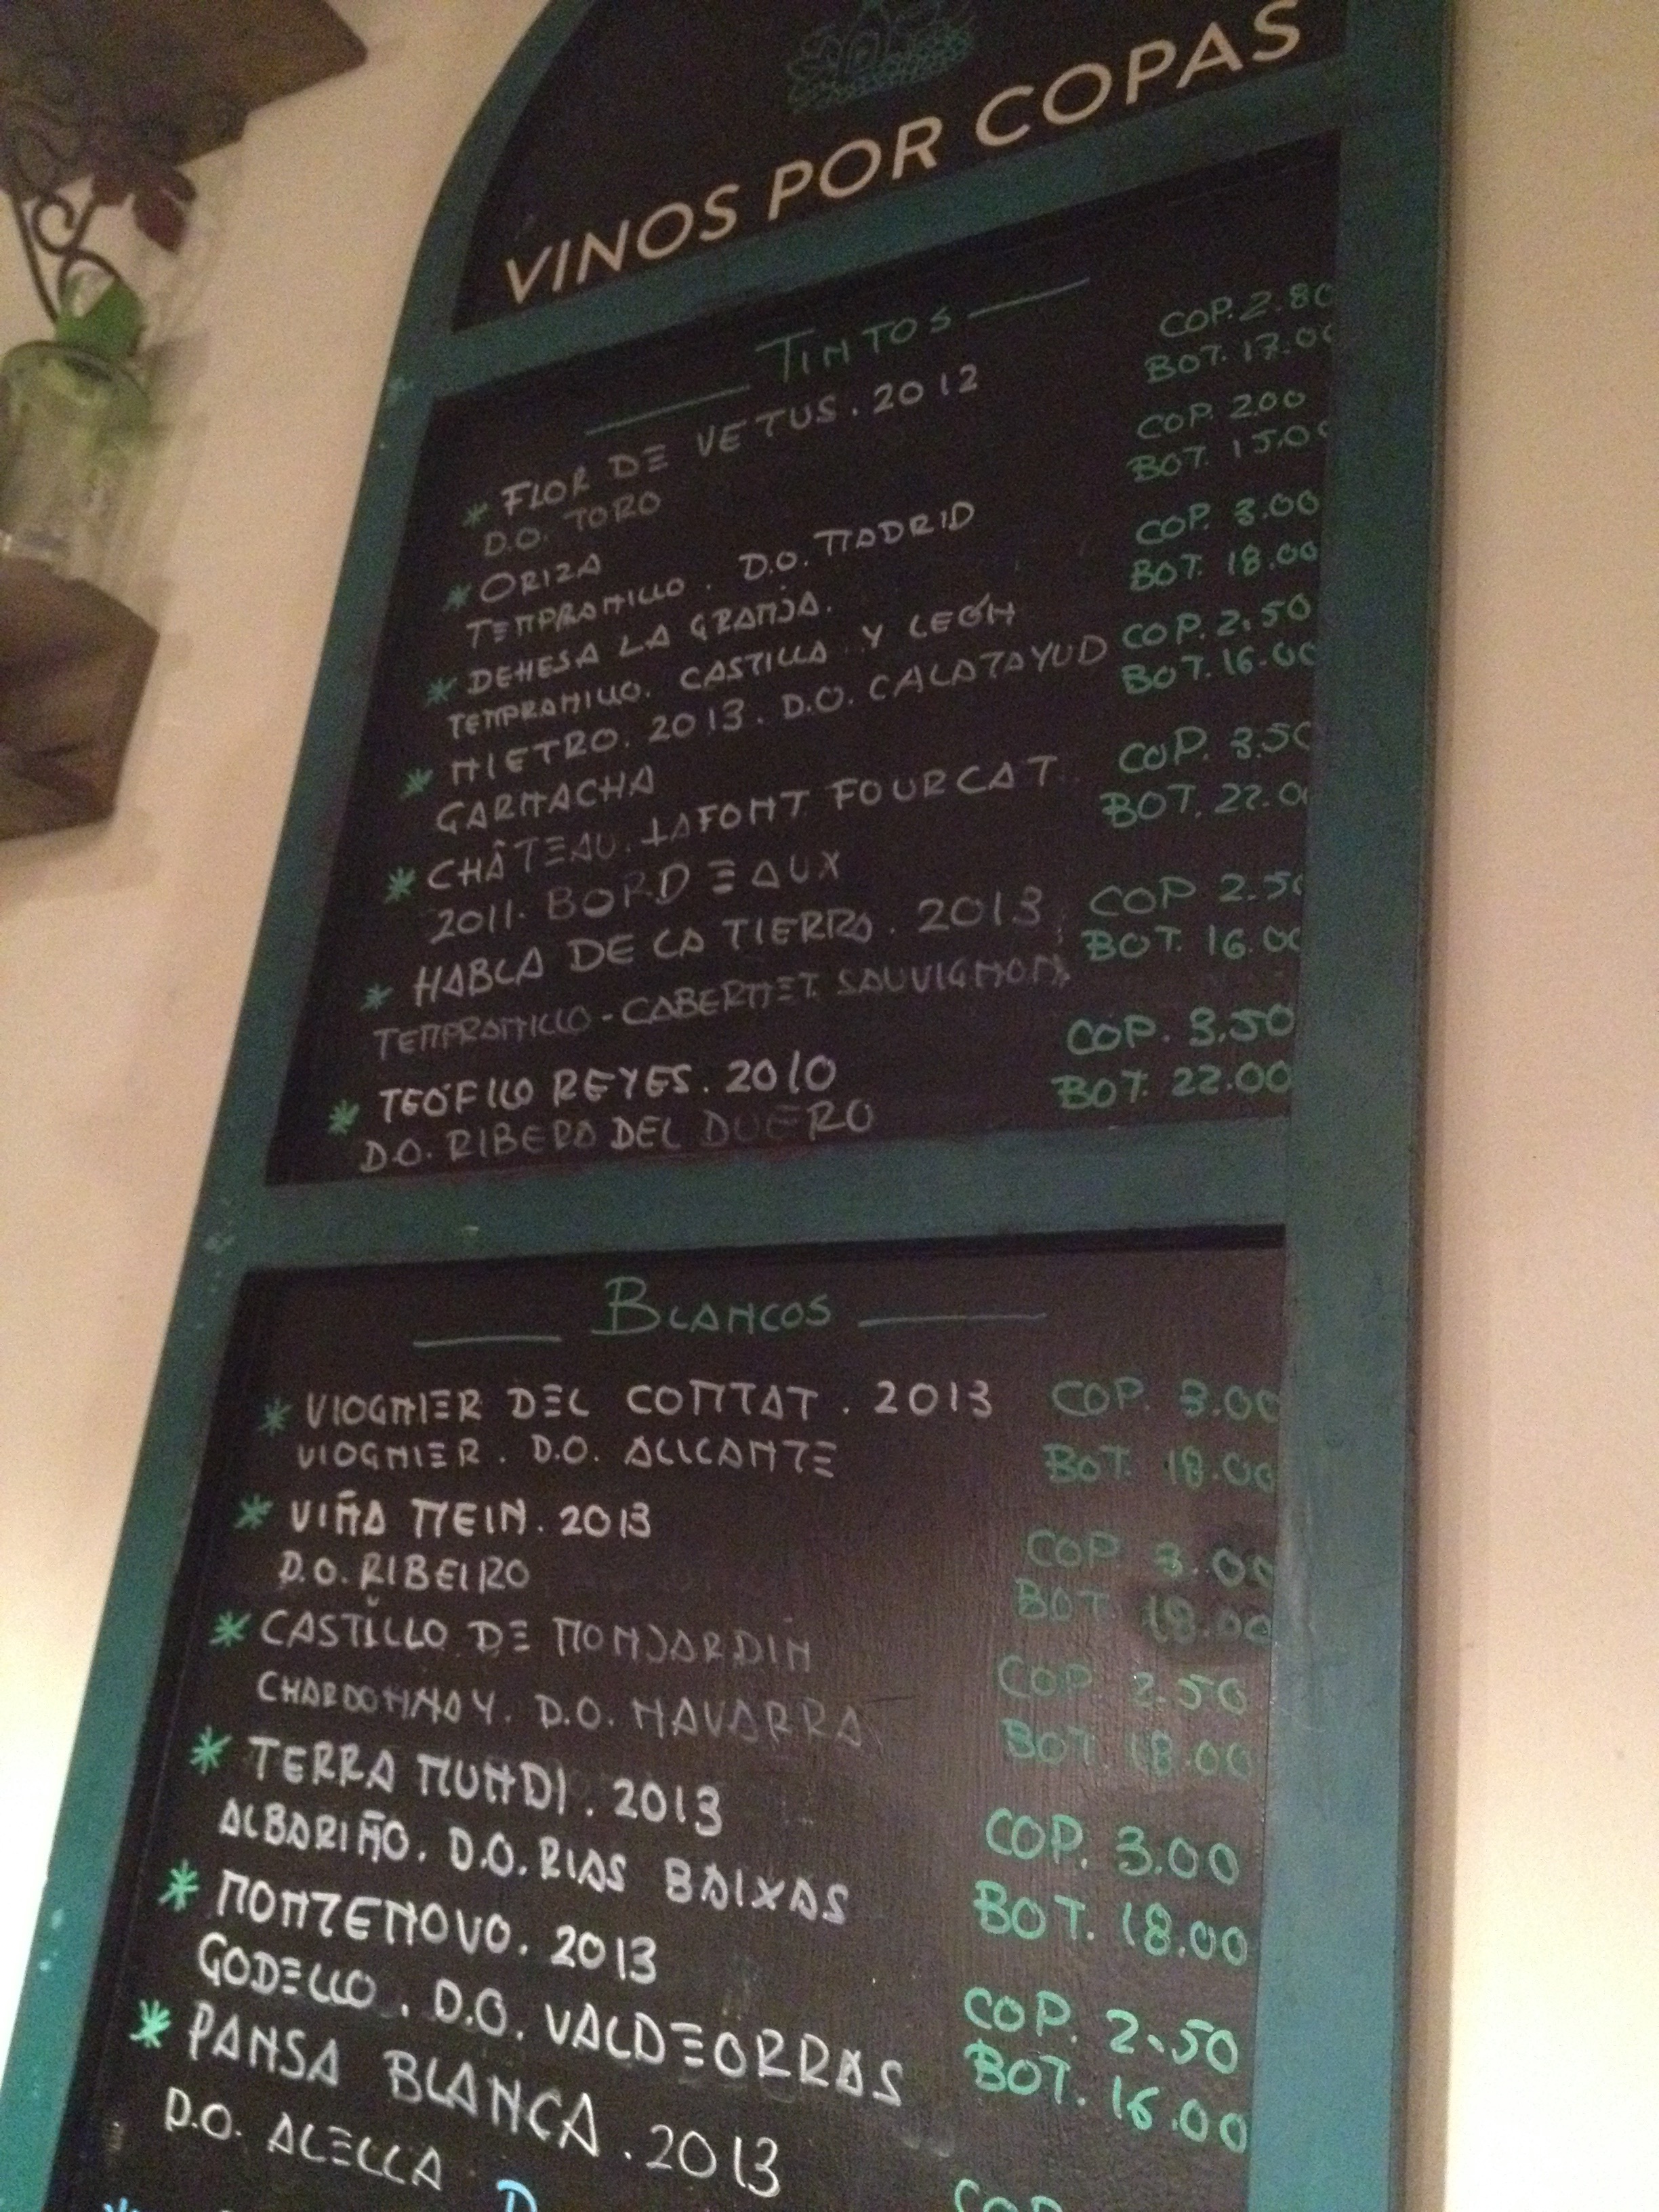 VINOS POR COPAS
TINTOS
* FLOR DE VETUS. 2012 COP. 2.80
D.O. TORO BOT. 17.00
* ORIZA COP. 2.00
TEMPRANILLO. D.O. MADRID BOT. 15.00
* DEHESA LA GRANJA. COP. 3.00
TEMPRANILLO. CASTILLA Y LEÓN BOT. 18.00
* NIETRO. 2013. D.O. CALATAYUD COP. 2.50
GARNACHA BOT. 16.00
* CHÂTEAU. LAFONT FOURCAT. COP. 3.50
2011. BORDEAUX BOT. 22.00
* HABLA DE LA TIERRA. 2013 COP 2.50
TEMPRANILLO - CABERNET SAUVIGNON BOT. 16.00
* TEÓFILO REYES. 2010 COP. 3.50
D.O. RIBERA DEL DUERO BOT. 22.00
BLANCOS
* VIOGNIER DEL COMTAT. 2013 COP. 3.00
VIOGNIER. D.O. ALICANTE BOT. 18.00
* VIÑA MEIN. 2013 COP 3.00
D.O. RIBEIRO BOT. 18.00
* CASTILLO DE MONJARDIN COP 2.50
CHARDONNAY. D.O. NAVARRA BOT. 18.00
* TERRA MUNDI. 2013 COP. 3.00
ALBARIÑO. D.O. RIAS BAIXAS BOT. 18.00
* MONTENOVO. 2013 COP. 2.50
GODELLO. D.O. VALDEORRAS BOT. 16.00
* PANSA BLANCA. 2013 COP
D.O. ALELLA